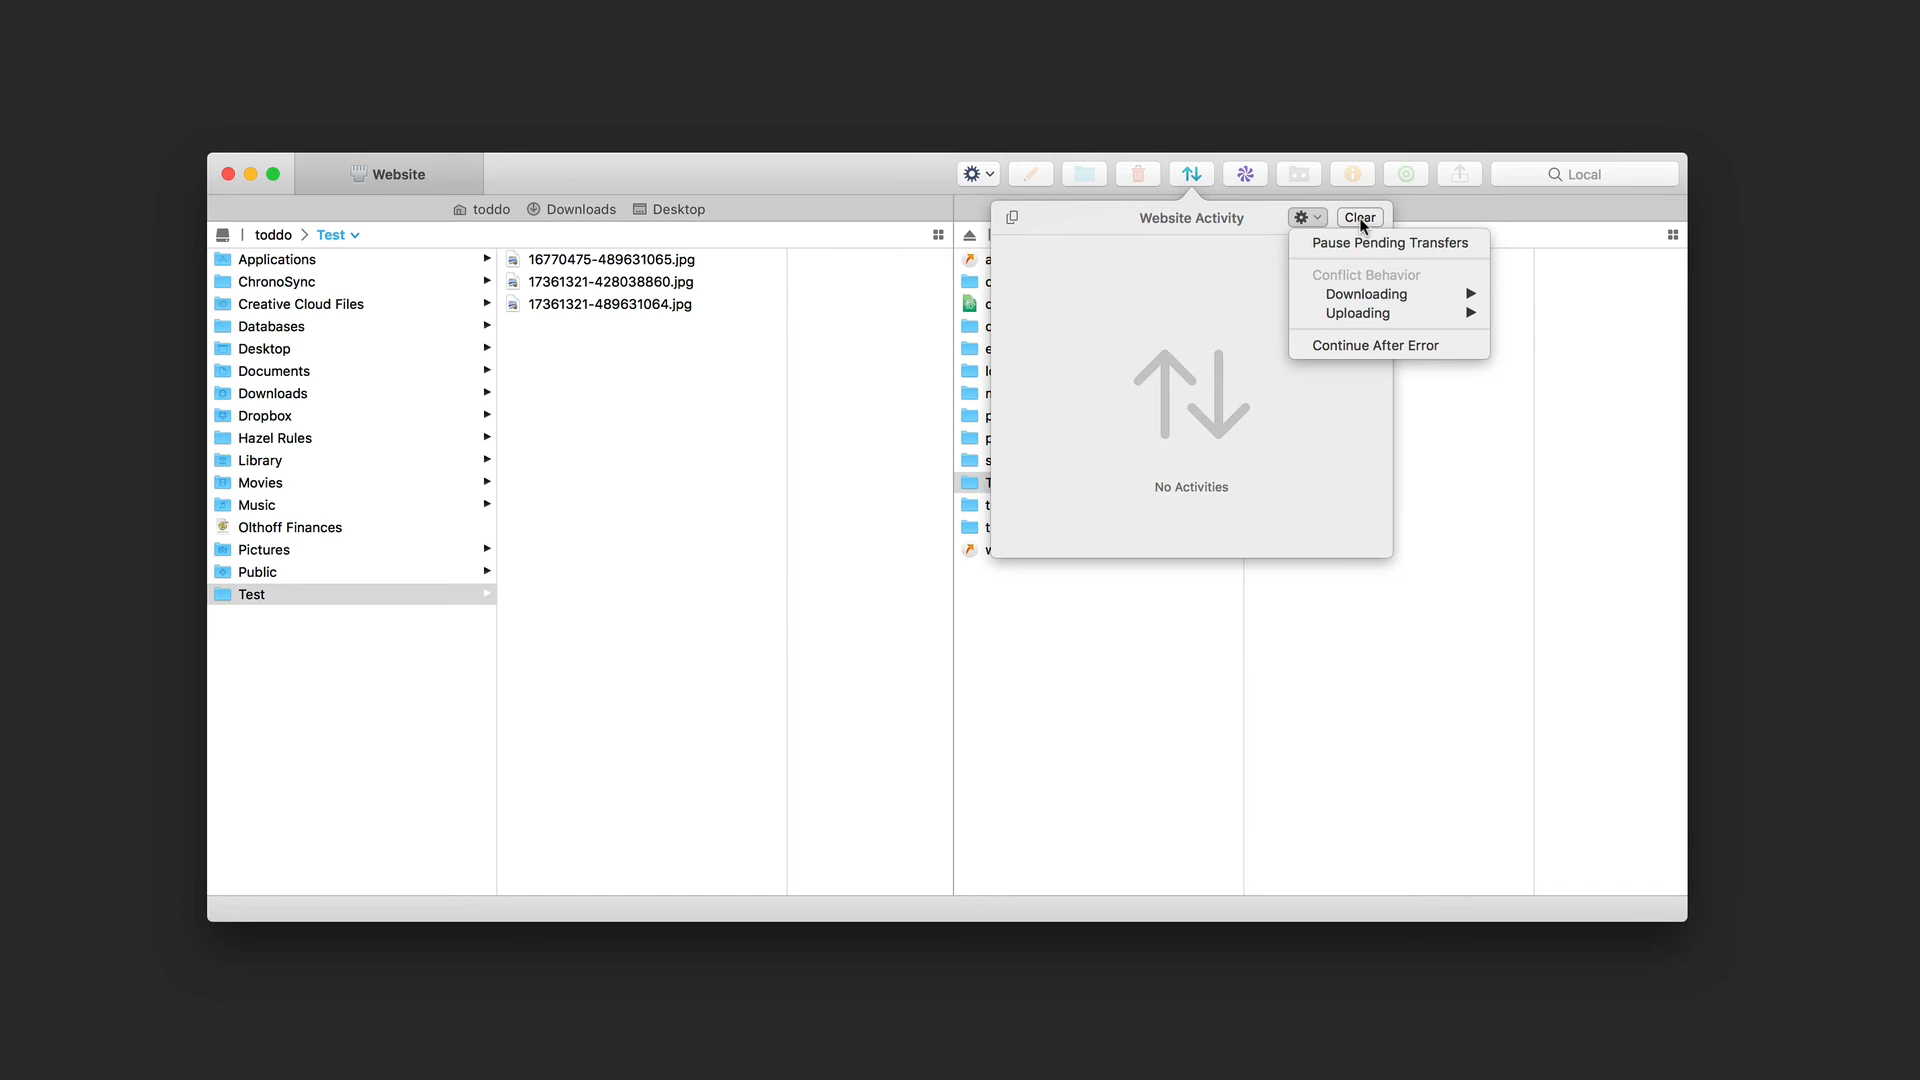 Website
Local
toddo
Downloads
Desktop
Website Activity
Clear
toddo
Test
Pause Pending Transfers
Conflict Behavior
Downloading
Uploading
Continue After Error
Applications
ChronoSync
Creative Cloud Files
Databases
Desktop
Documents
Downloads
Dropbox
Hazel Rules
Library
Movies
Music
Olthoff Finances
Pictures
Public
Test
16770475-489631065.jpg
17361321-428038860.jpg
17361321-489631064.jpg
No Activities